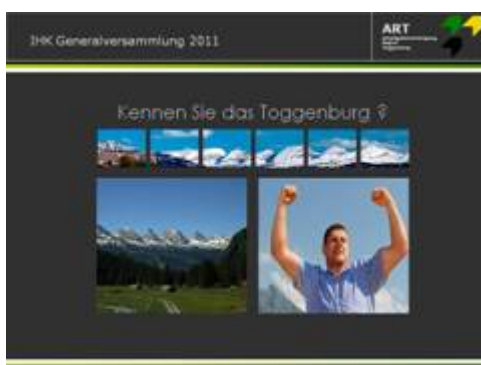 IHK Generalversammlung 2011
ART
Kennen Sie das Toggenburg ?